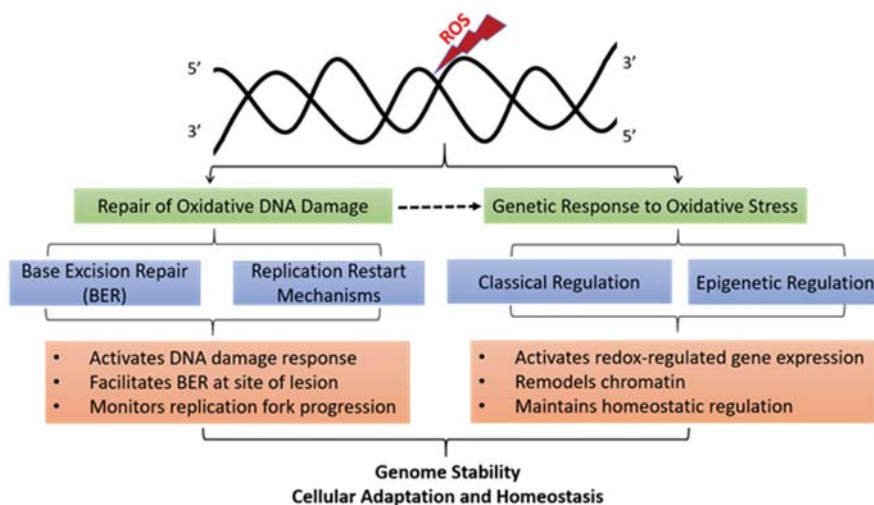 ROS
5’
3’
3’
5’
Repair of Oxidative DNA Damage
Genetic Response to Oxidative Stress
Base Excision Repair
(BER)
Replication Restart
Mechanisms
Classical Regulation
Epigenetic Regulation
• Activates DNA damage response
• Facilitates BER at site of lesion
• Monitors replication fork progression
• Activates redox-regulated gene expression
• Remodels chromatin
• Maintains homeostatic regulation
Genome Stability
Cellular Adaptation and Homeostasis